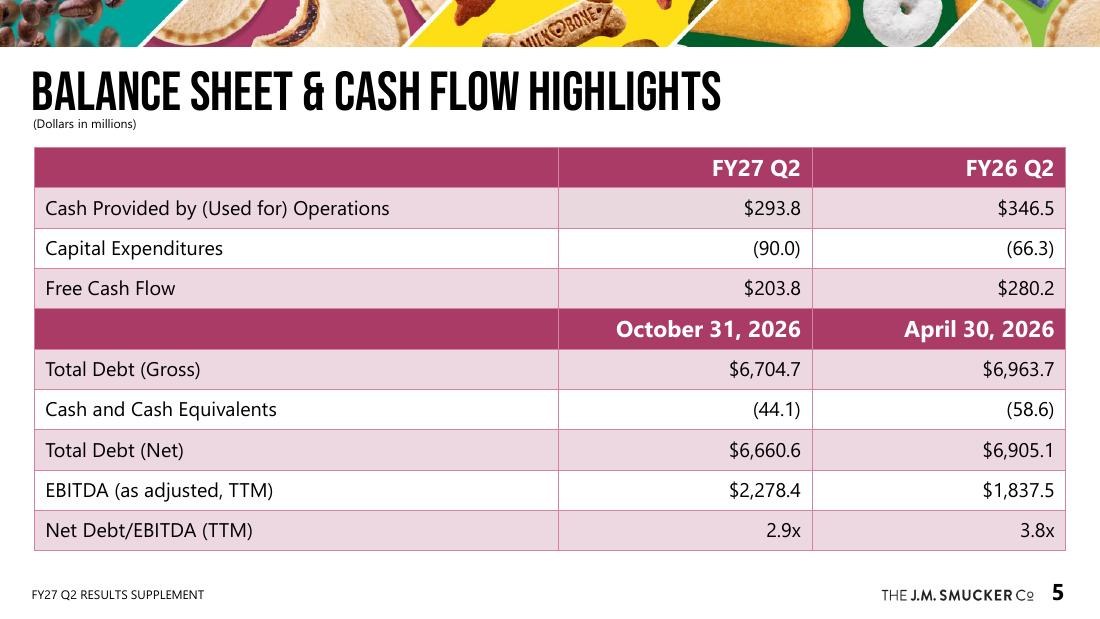 MILK-BONE
BALANCE SHEET & CASH FLOW HIGHLIGHTS
(Dollars in millions)
FY27 Q2 FY26 Q2
Cash Provided by (Used for) Operations $293.8 $346.5
Capital Expenditures (90.0) (66.3)
Free Cash Flow $203.8 $280.2
October 31, 2026 April 30, 2026
Total Debt (Gross) $6,704.7 $6,963.7
Cash and Cash Equivalents (44.1) (58.6)
Total Debt (Net) $6,660.6 $6,905.1
EBITDA (as adjusted, TTM) $2,278.4 $1,837.5
Net Debt/EBITDA (TTM) 2.9x 3.8x
FY27 Q2 RESULTS SUPPLEMENT THE J.M. SMUCKER Co 5